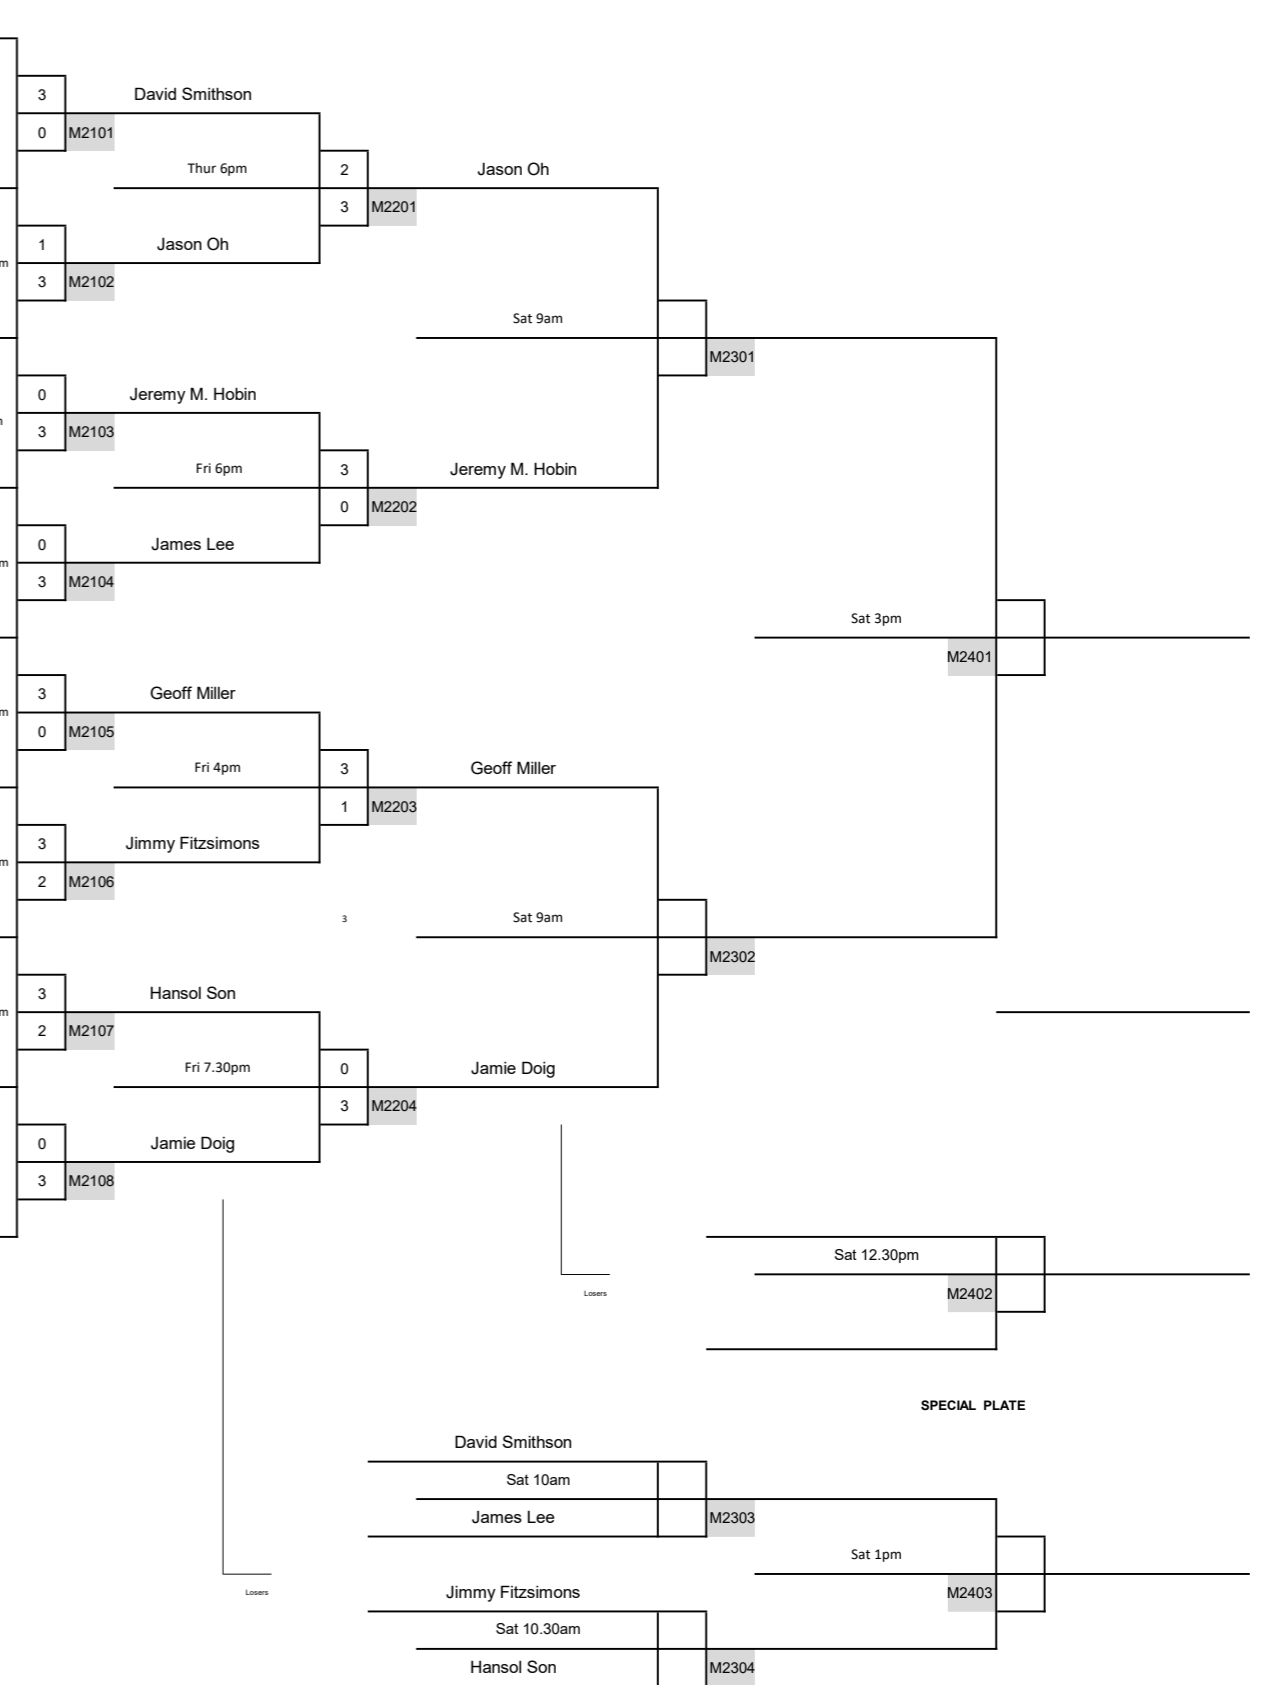 3 David Smithson
0 M2101
Thur 6pm 2 Jason Oh
3 M2201
1 Jason Oh
m
3 M2102
Sat 9am
M2301
0 Jeremy M. Hobin
3 M2103
Fri 6pm 3 Jeremy M. Hobin
0 M2202
0 James Lee
m
3 M2104
Sat 3pm
M2401
3 Geoff Miller
m
0 M2105
Fri 4pm 3 Geoff Miller
1 M2203
3 Jimmy Fitzsimons
m
2 M2106
3 Sat 9am
M2302
3 Hansol Son
m
2 M2107
Fri 7.30pm 0 Jamie Doig
3 M2204
0 Jamie Doig
3 M2108
Sat 12.30pm
Losers M2402
SPECIAL PLATE
David Smithson
Sat 10am
James Lee M2303
Sat 1pm
Losers Jimmy Fitzsimons M2403
Sat 10.30am
Hansol Son M2304